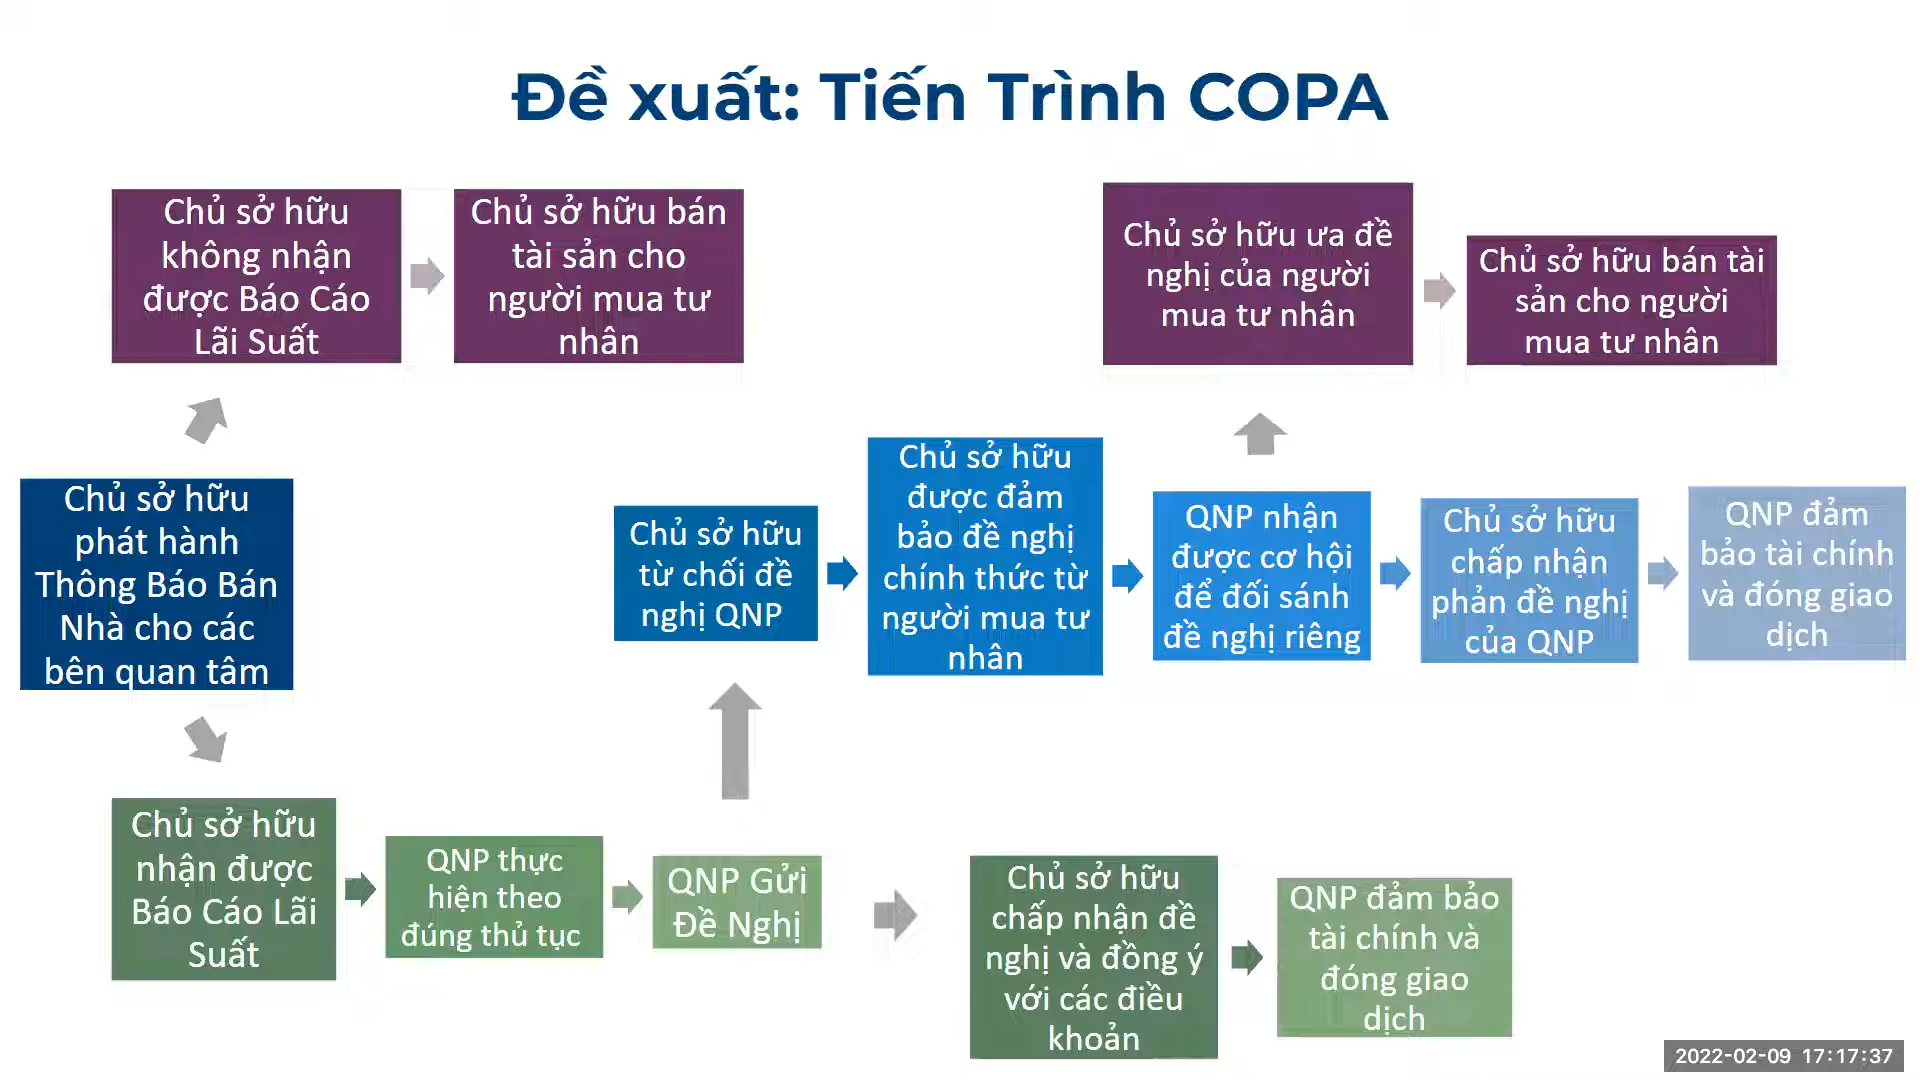 Đề xuất: Tiến Trình COPA
Chủ sở hữu
không nhận
được Báo Cáo
Lãi Suất
Chủ sở hữu bán
tài sản cho
người mua tư
nhân
Chủ sở hữu ưa đề
nghị của người
mua tư nhân
Chủ sở hữu bán tài
sản cho người
mua tư nhân
Chủ sở hữu
phát hành
Thông Báo Bán
Nhà cho các
bên quan tâm
Chủ sở hữu
từ chối đề
nghị QNP
Chủ sở hữu
được đảm
bảo đề nghị
chính thức từ
người mua tư
nhân
QNP nhận
được cơ hội
để đối sánh
đề nghị riêng
Chủ sở hữu
chấp nhận
phản đề nghị
của QNP
QNP đảm
bảo tài chính
và đóng giao
dịch
Chủ sở hữu
nhận được
Báo Cáo Lãi
Suất
QNP thực
hiện theo
đúng thủ tục
QNP Gửi
Đề Nghị
Chủ sở hữu
chấp nhận đề
nghị và đồng ý
với các điều
khoản
QNP đảm bảo
tài chính và
đóng giao
dịch
2022-02-09 17:17:37